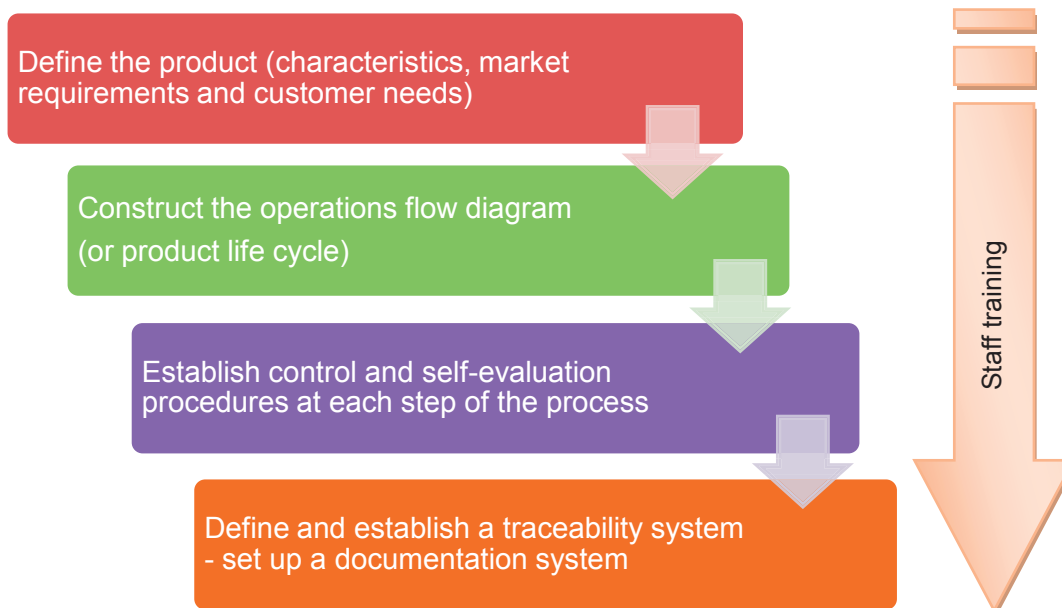 Define the product (characteristics, market
requirements and customer needs)
Construct the operations flow diagram
(or product life cycle)
Establish control and self-evaluation
procedures at each step of the process
Define and establish a traceability system
- set up a documentation system
Staff training